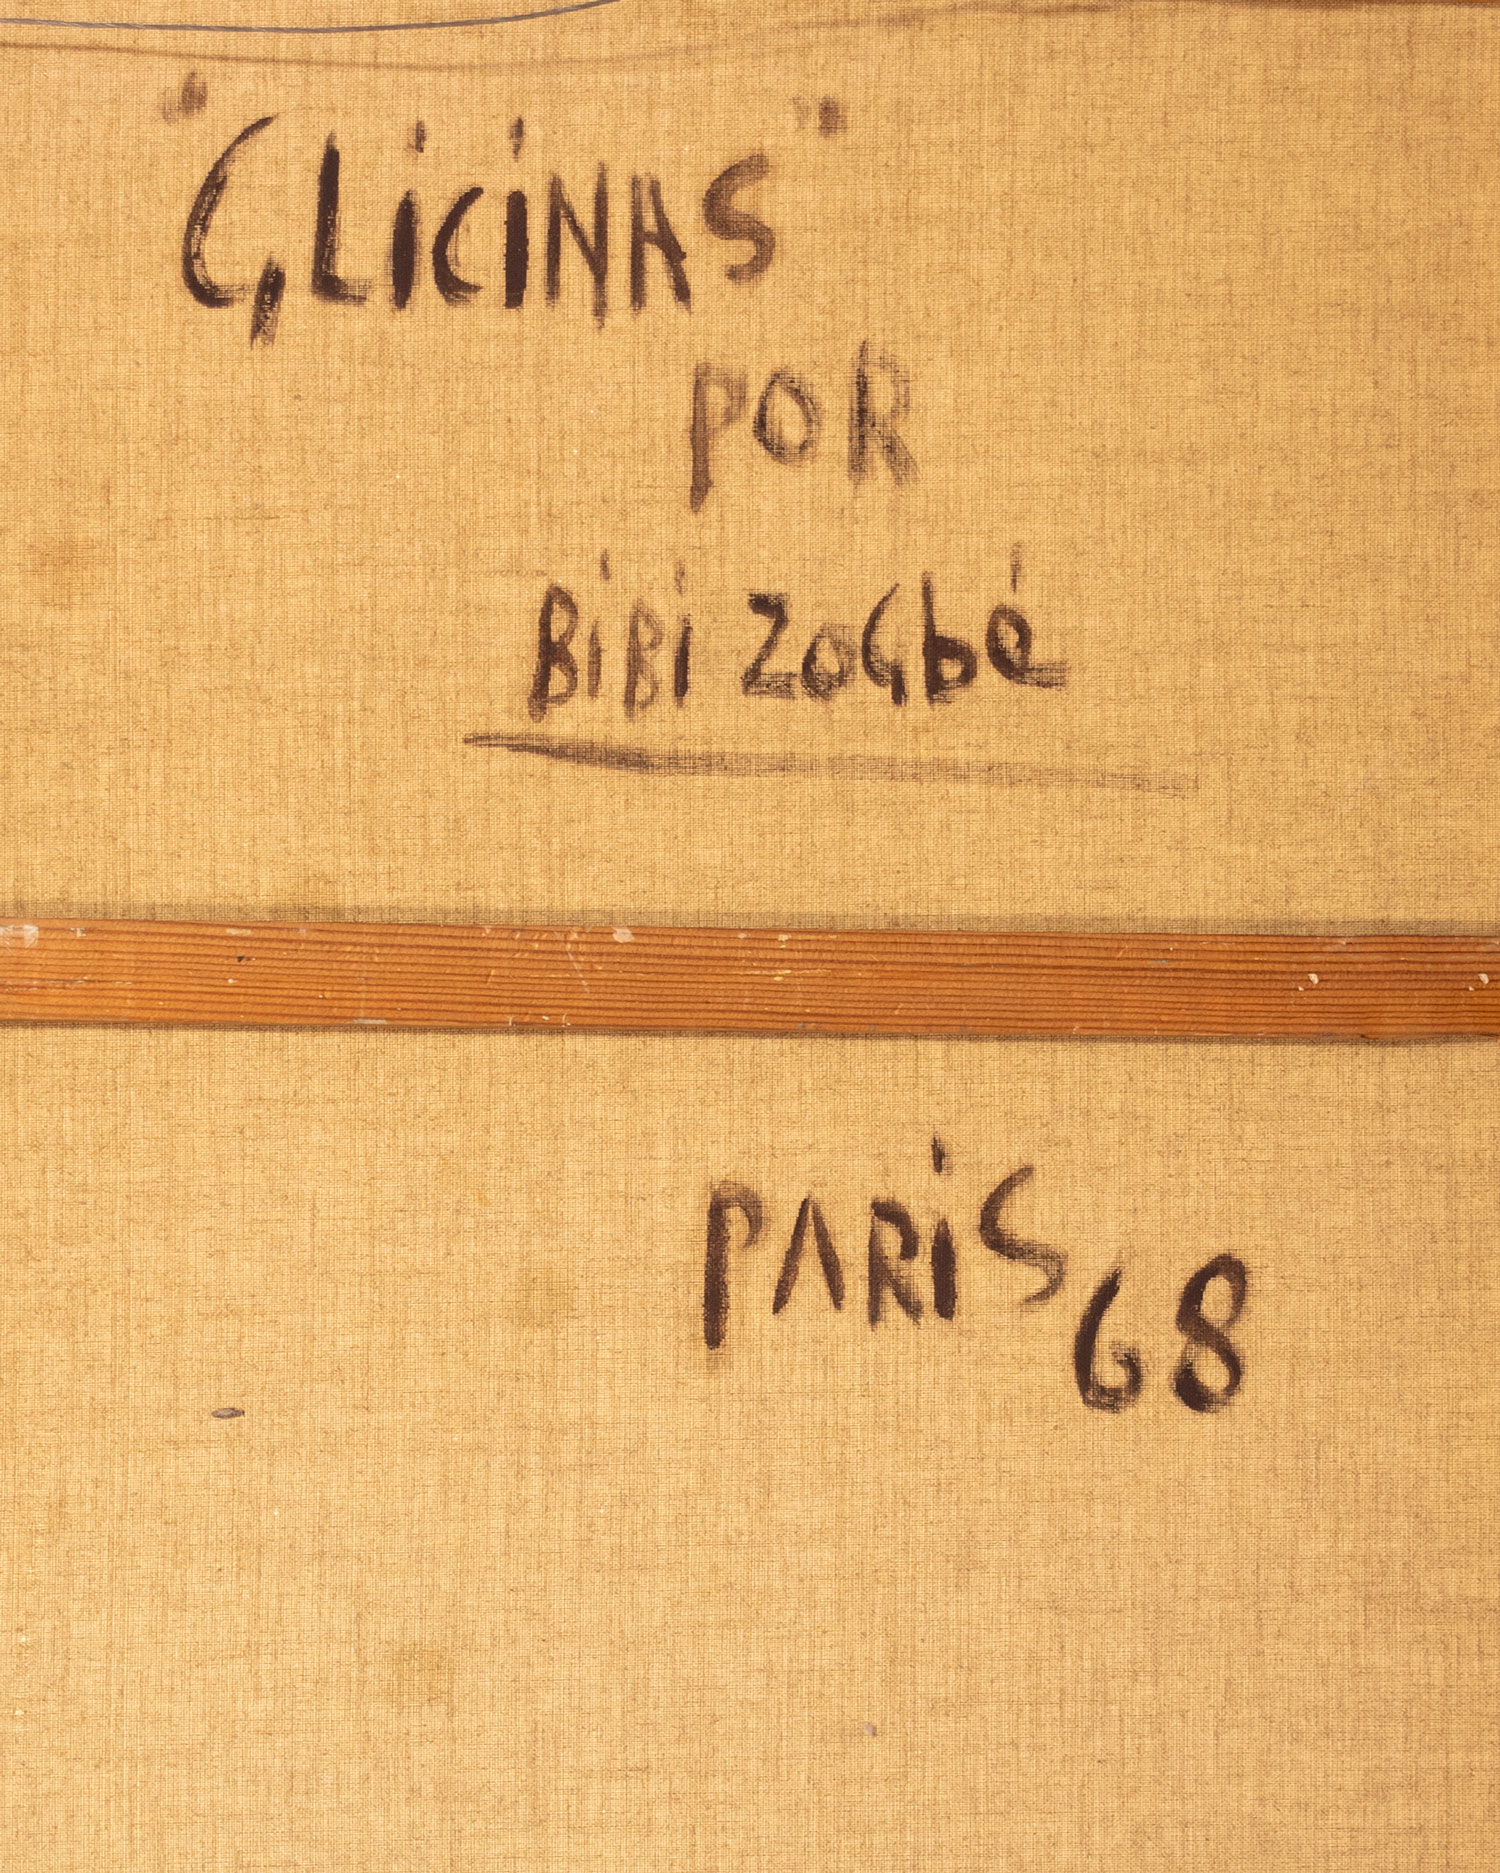 "GLiCiNAS"
POR
BiBi ZOGbé
PARiS 68